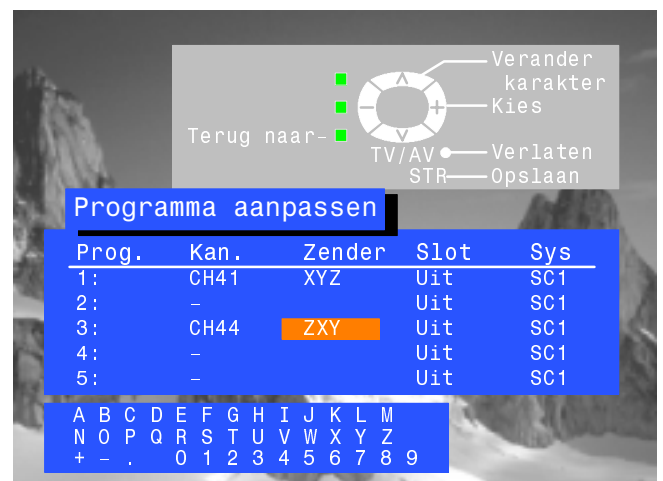 Verander
karakter
Kies
Terug naar-
TV/AV
Verlaten
STR
Opslaan
Programma aanpassen
Prog. Kan. Zender Slot Sys
1: CH41 XYZ Uit SC1
2: – Uit SC1
3: CH44 ZXY Uit SC1
4: – Uit SC1
5: – Uit SC1
A B C D E F G H I J K L M
N O P Q R S T U V W X Y Z
+ – . 0 1 2 3 4 5 6 7 8 9